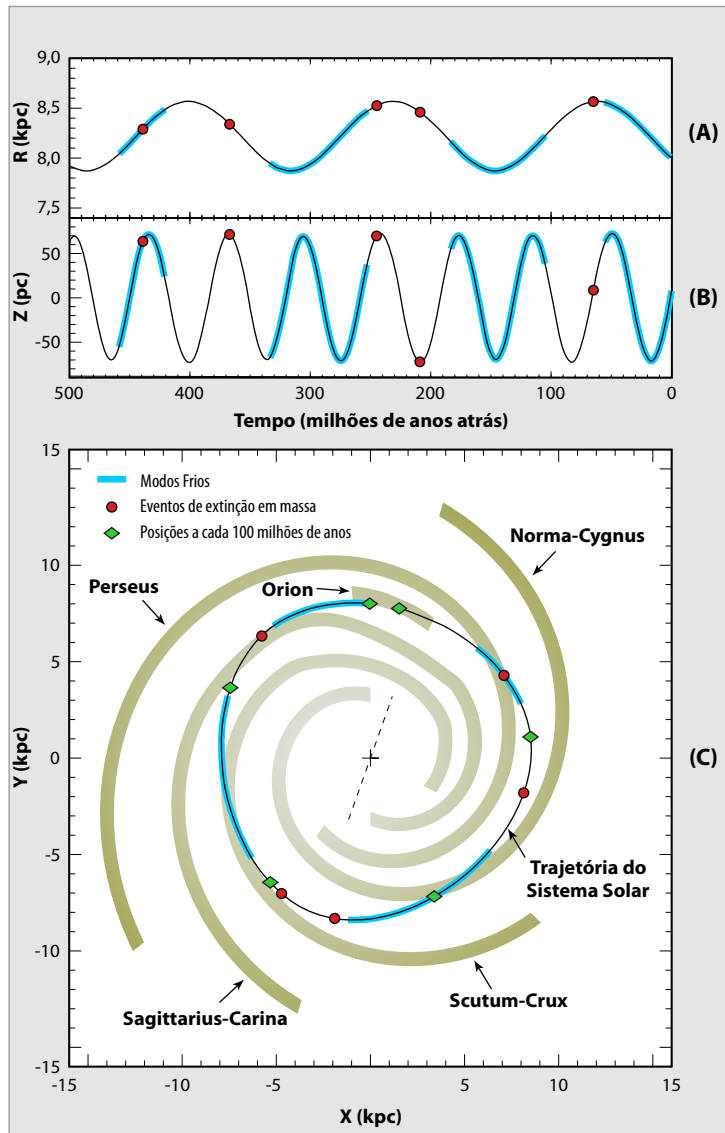 9,0
8,5
8,0
7,5
R (kpc)
(A)
50
0
-50
Z (pc)
(B)
500
400
300
200
100
0
Tempo (milhões de anos atrás)
15
10
5
0
-5
-10
-15
Y (kpc)
Modos Frios
Eventos de extinção em massa
Posições a cada 100 milhões de anos
Norma-Cygnus
Perseus
Orion
(C)
Trajetória do
Sistema Solar
Scutum-Crux
Sagittarius-Carina
-15
-10
-5
0
5
10
15
X (kpc)